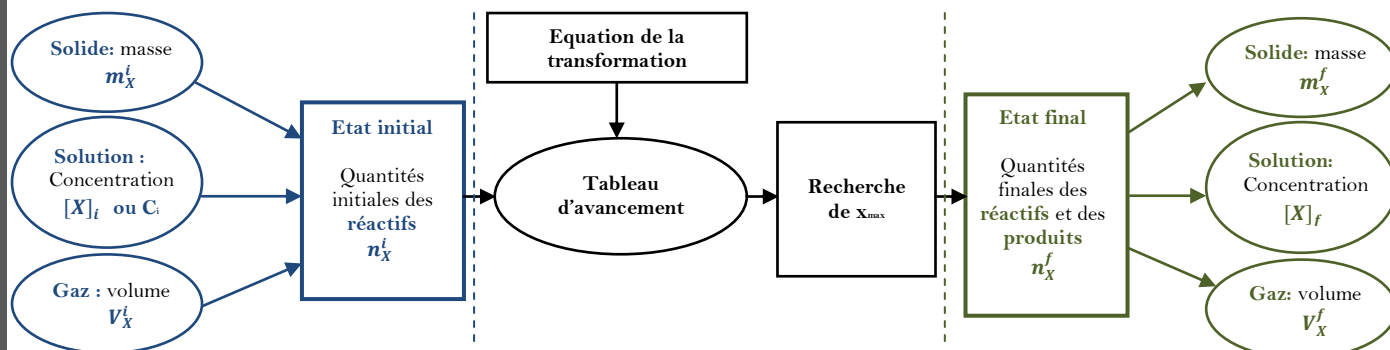 Solide: masse
m_X^i
Solution :
Concentration
[X]_i ou C_i
Gaz : volume
V_X^i
Etat initial
Quantités
initiales des
réactifs
n_X^i
Equation de la
transformation
Tableau
d'avancement
Recherche
de x_max
Etat final
Quantités
finales des
réactifs et des
produits
n_X^f
Solide: masse
m_X^f
Solution:
Concentration
[X]_f
Gaz: volume
V_X^f